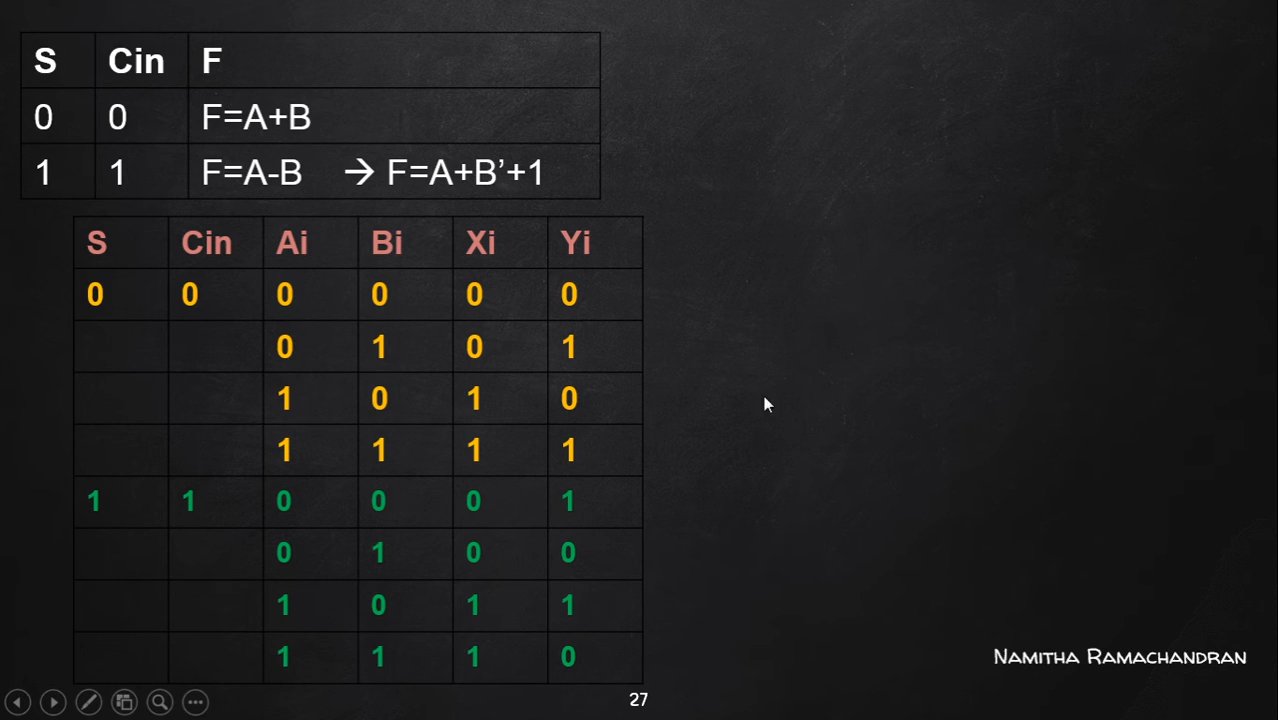 S Cin F
0 0 F=A+B
1 1 F=A-B → F=A+B’+1
S Cin Ai Bi Xi Yi
0 0 0 0 0 0
0 1 0 1
1 0 1 0
1 1 1 1
1 1 0 0 0 1
0 1 0 0
1 0 1 1
1 1 1 0
Namitha Ramachandran
27